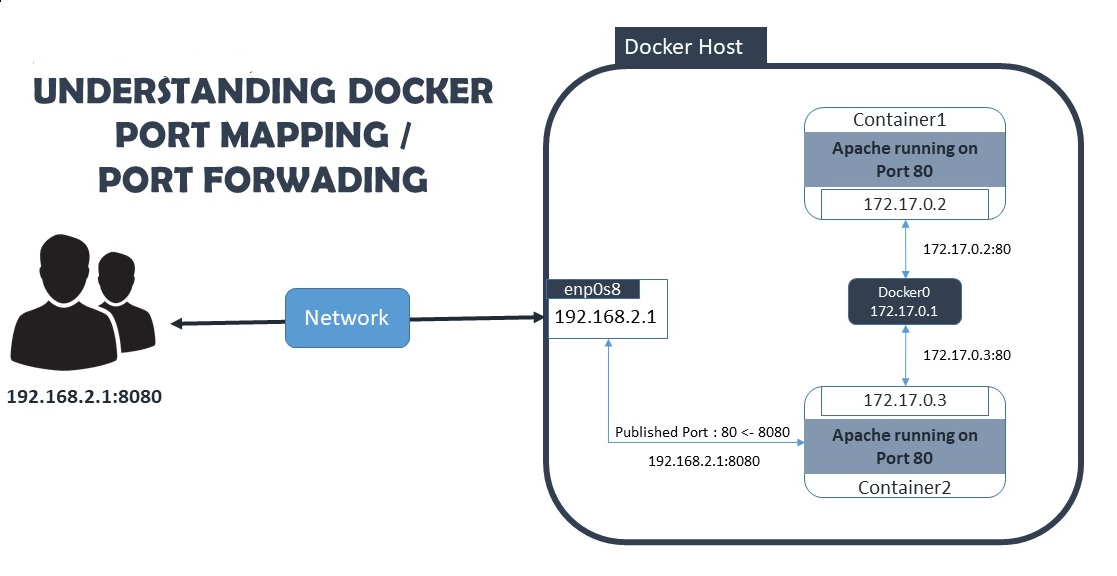 UNDERSTANDING DOCKER
PORT MAPPING /
PORT FORWADING
192.168.2.1:8080
Network
Docker Host
enp0s8
192.168.2.1
Container1
Apache running on
Port 80
172.17.0.2
172.17.0.2:80
Docker0
172.17.0.1
172.17.0.3:80
172.17.0.3
Apache running on
Port 80
Container2
Published Port : 80 <- 8080
192.168.2.1:8080